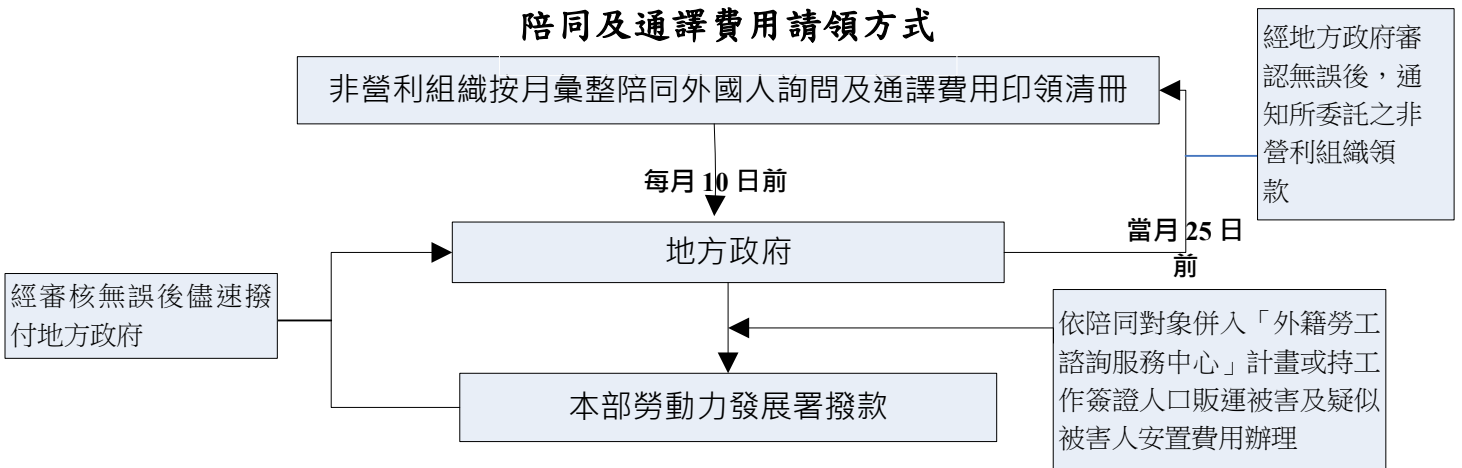 陪同及通譯費用請領方式
非營利組織按月彙整陪同外國人詢問及通譯費用印領清冊
經地方政府審
認無誤後，通
知所委託之非
營利組織領
款
每月 10 日前
地方政府
當月 25 日
前
經審核無誤後儘速撥
付地方政府
依陪同對象併入「外籍勞工
諮詢服務中心」計畫或持工
作簽證人口販運被害及疑似
被害人安置費用辦理
本部勞動力發展署撥款